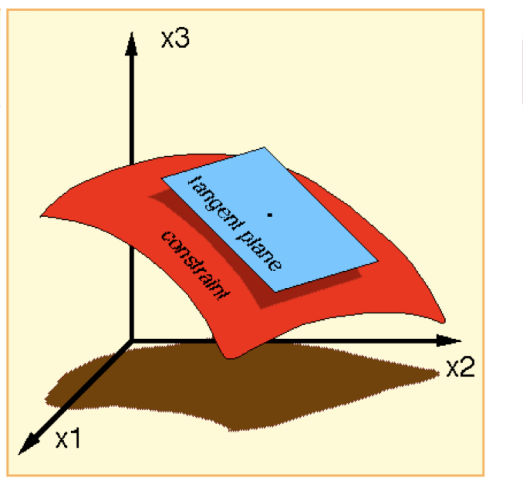 x3
tangent plane
constraint
x2
x1